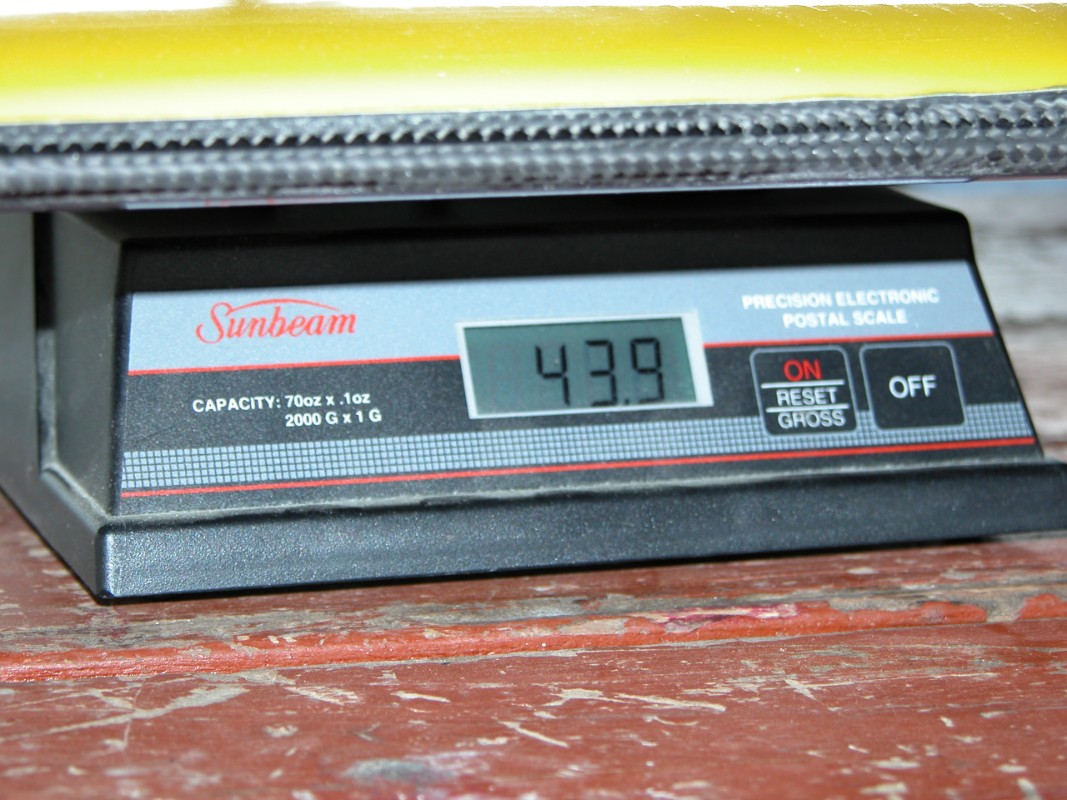 Sunbeam
PRECISION ELECTRONIC
POSTAL SCALE
43.9
CAPACITY: 70oz x .1oz
2000 G x 1 G
ON
RESET
GROSS
OFF